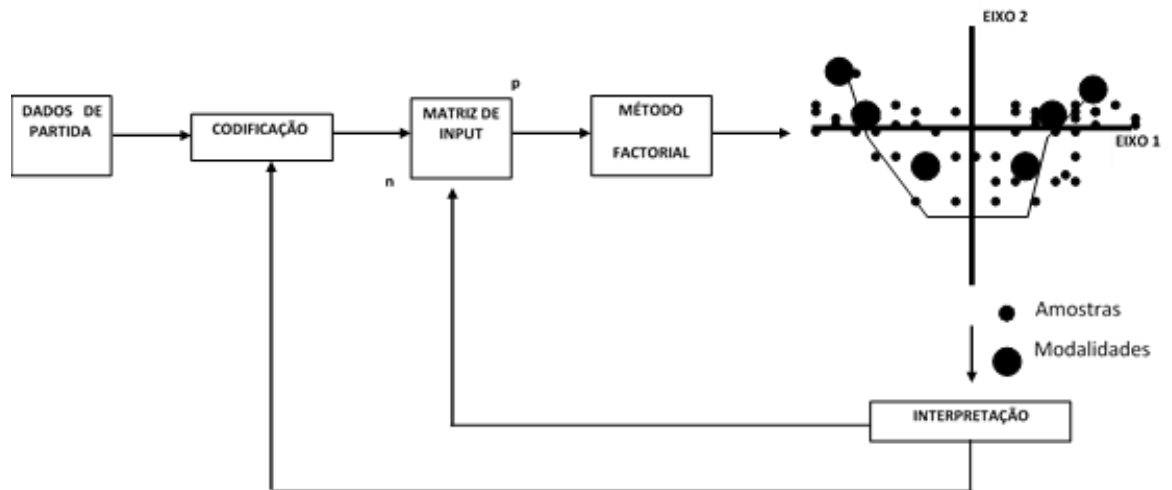 EIXO 2
DADOS DE
PARTIDA
CODIFICAÇÃO
p
MATRIZ DE
INPUT
n
MÉTODO
FACTORIAL
EIXO 1
Amostras
Modalidades
INTERPRETAÇÃO